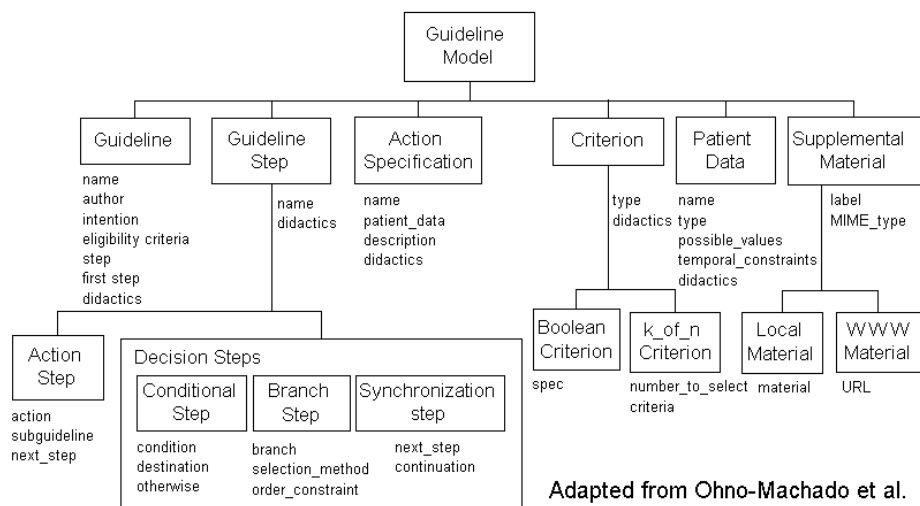 Guideline
Model
Guideline
name
author
intention
eligibility criteria
step
first step
didactics
Guideline
Step
name
didactics
Action
Specification
name
patient_data
description
didactics
Criterion
type
didactics
Patient
Data
name
type
possible_values
temporal_constraints
didactics
Supplemental
Material
label
MIME_type
Action
Step
action
subguideline
next_step
Decision Steps
Conditional
Step
condition
destination
otherwise
Branch
Step
branch
selection_method
order_constraint
Synchronization
step
next_step
continuation
Boolean
Criterion
spec
k_of_n
Criterion
number_to_select
criteria
Local
Material
material
WWW
Material
URL
Adapted from Ohno-Machado et al.